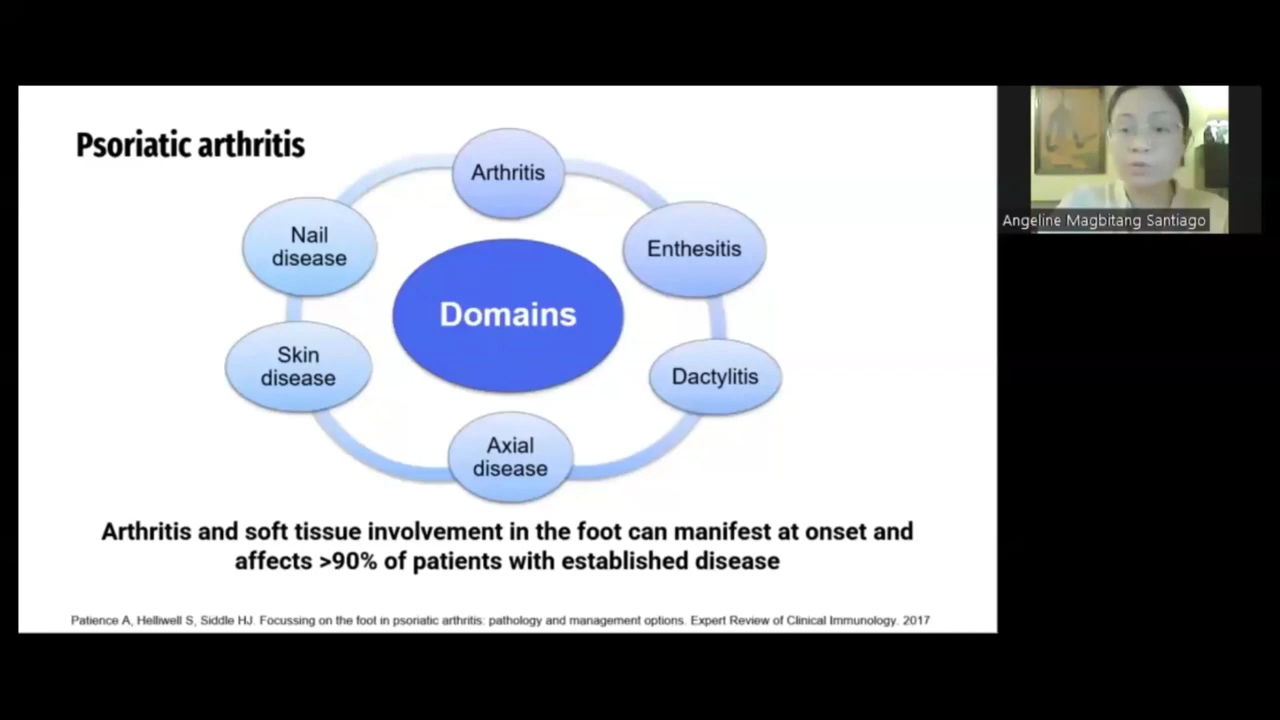 Psoriatic arthritis
Arthritis
Enthesitis
Dactylitis
Axial
disease
Skin
disease
Nail
disease
Domains
Arthritis and soft tissue involvement in the foot can manifest at onset and
affects >90% of patients with established disease
Patience A, Helliwell S, Siddle HJ. Focussing on the foot in psoriatic arthritis: pathology and management options. Expert Review of Clinical Immunology. 2017
Angeline Magbitang Santiago